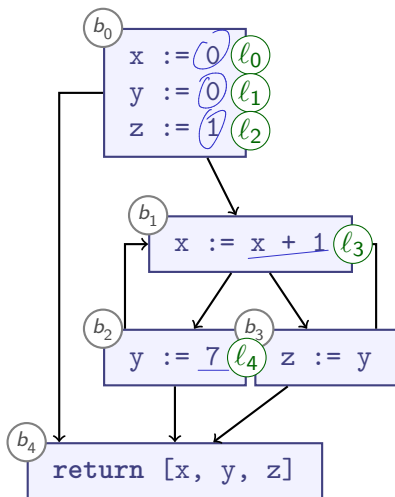 b₀
x := 0 ℓ₀
y := 0 ℓ₁
z := 1 ℓ₂
b₁
x := x + 1 ℓ₃
b₂
y := 7 ℓ₄
b₃
z := y
b₄
return [x, y, z]